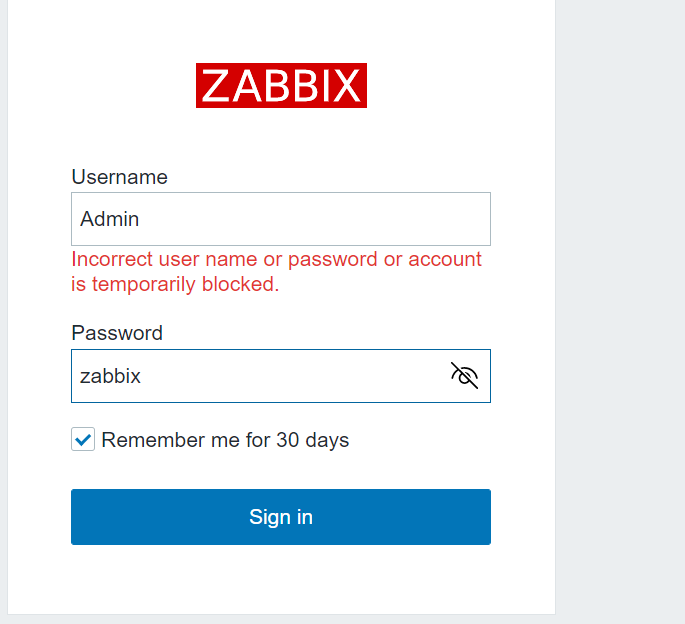 ZABBIX
Username
Admin
Incorrect user name or password or account
is temporarily blocked.
Password
zabbix
Remember me for 30 days
Sign in